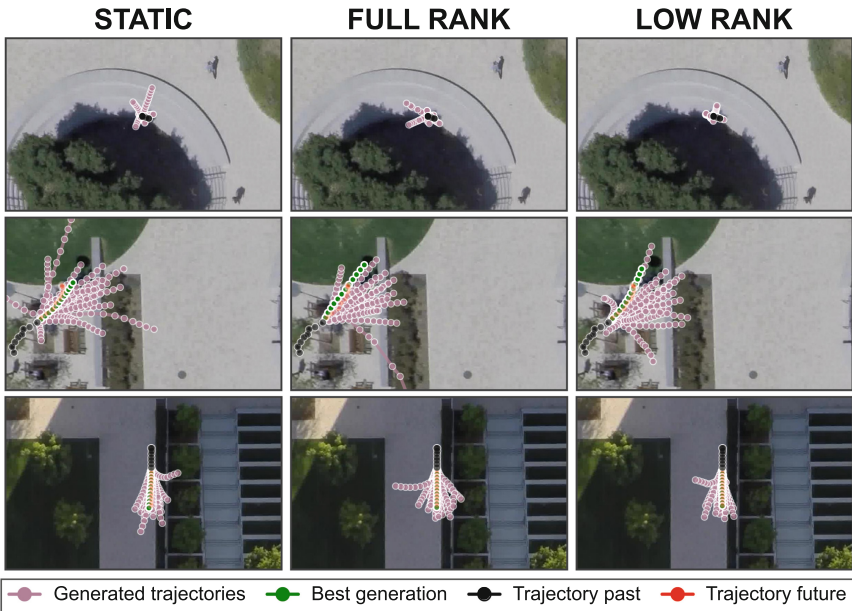 STATIC FULL RANK LOW RANK
Generated trajectories Best generation Trajectory past Trajectory future